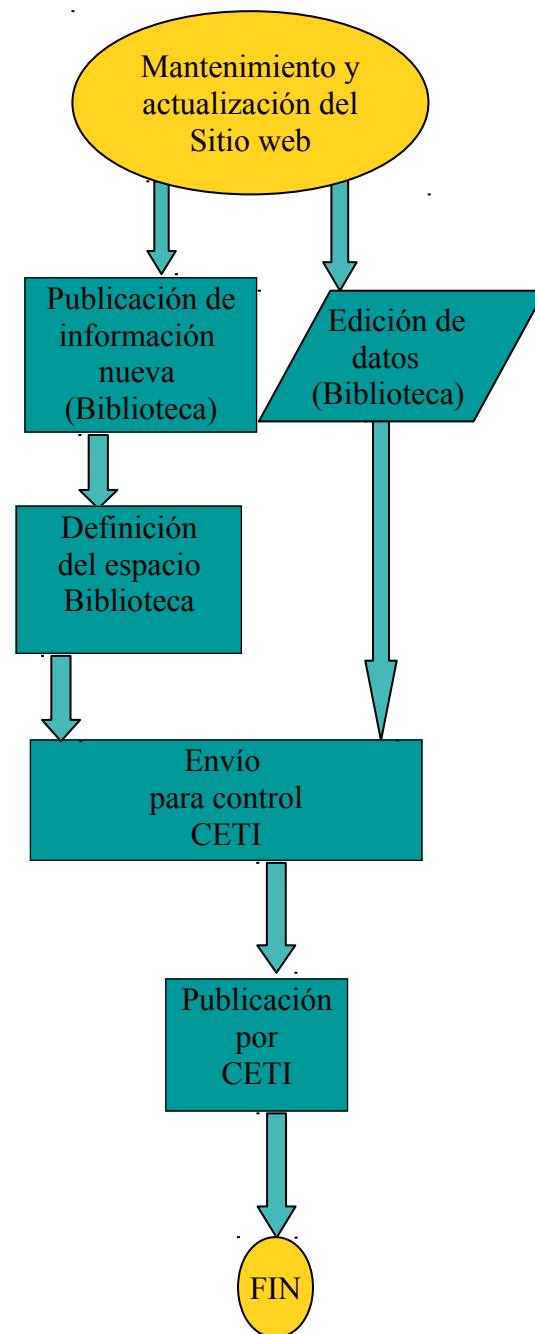 Mantenimiento y
actualización del
Sitio web
Publicación de
información
nueva
(Biblioteca)
Edición de
datos
(Biblioteca)
Definición
del espacio
Biblioteca
Envío
para control
CETI
Publicación
por
CETI
FIN